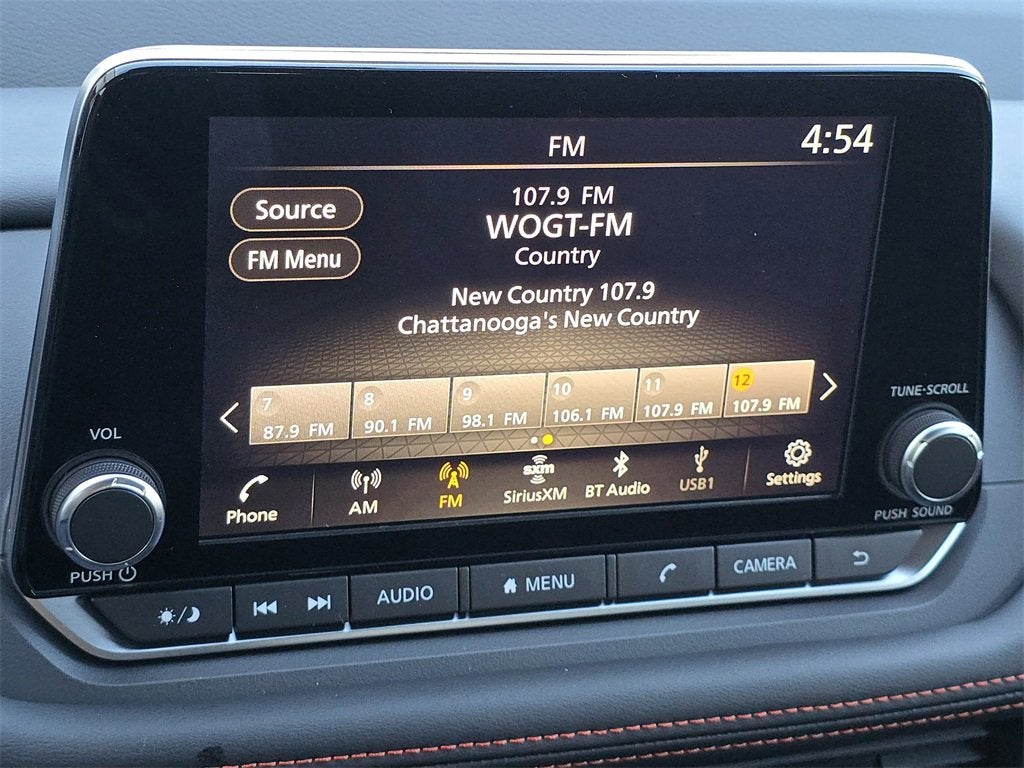 FM
4:54
Source
107.9 FM
WOGT-FM
FM Menu
Country
New Country 107.9
Chattanooga's New Country
7
8
9
10
11
12
87.9 FM
90.1 FM
98.1 FM
106.1 FM
107.9 FM
107.9 FM
Phone
AM
FM
sxm
SiriusXM
BT Audio
USB1
Settings
VOL
PUSH
TUNE·SCROLL
PUSH SOUND
AUDIO
MENU
CAMERA